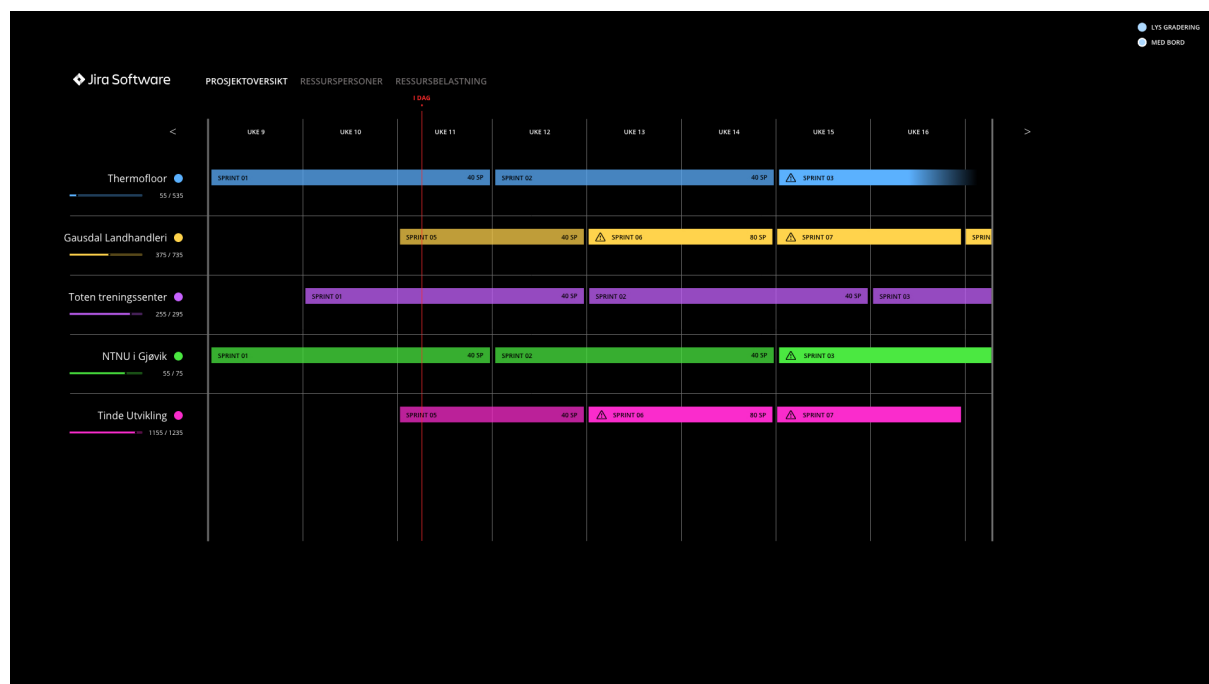 LYS GRADERING
MED BORD
Jira Software PROSJEKTOVERSIKT RESSURSPERSONER RESSURSBELASTNING
I DAG
< UKE 9 UKE 10 UKE 11 UKE 12 UKE 13 UKE 14 UKE 15 UKE 16 >
Thermofloor SPRINT 01 40 SP SPRINT 02 40 SP SPRINT 03
55 / 535
Gausdal Landhandleri SPRINT 05 40 SP SPRINT 06 80 SP SPRINT 07 SPRIN
375 / 735
Toten treningssenter SPRINT 01 40 SP SPRINT 02 40 SP SPRINT 03
255 / 295
NTNU i Gjøvik SPRINT 01 40 SP SPRINT 02 40 SP SPRINT 03
55 / 75
Tinde Utvikling SPRINT 05 40 SP SPRINT 06 80 SP SPRINT 07
1155 / 1235